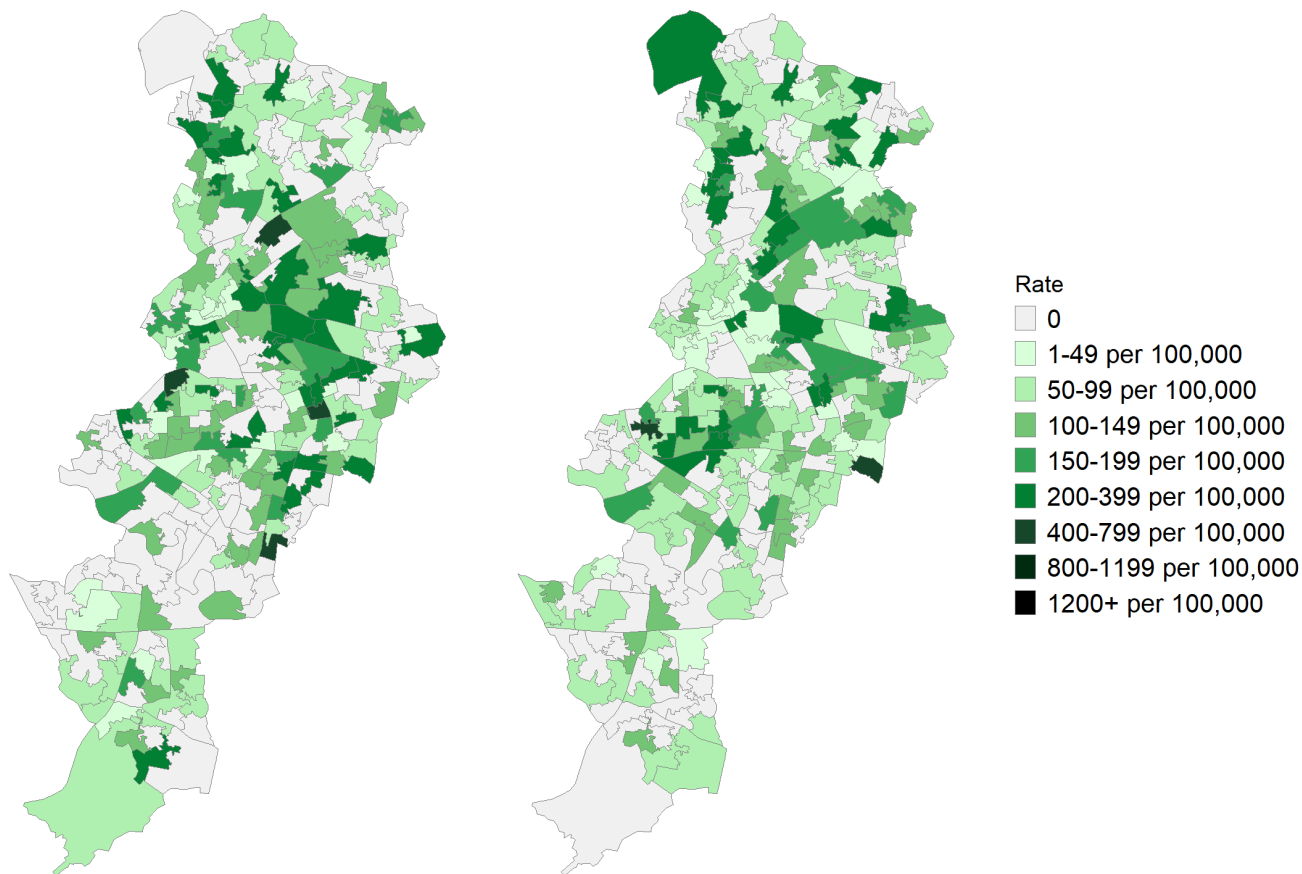 Rate
0
1-49 per 100,000
50-99 per 100,000
100-149 per 100,000
150-199 per 100,000
200-399 per 100,000
400-799 per 100,000
800-1199 per 100,000
1200+ per 100,000